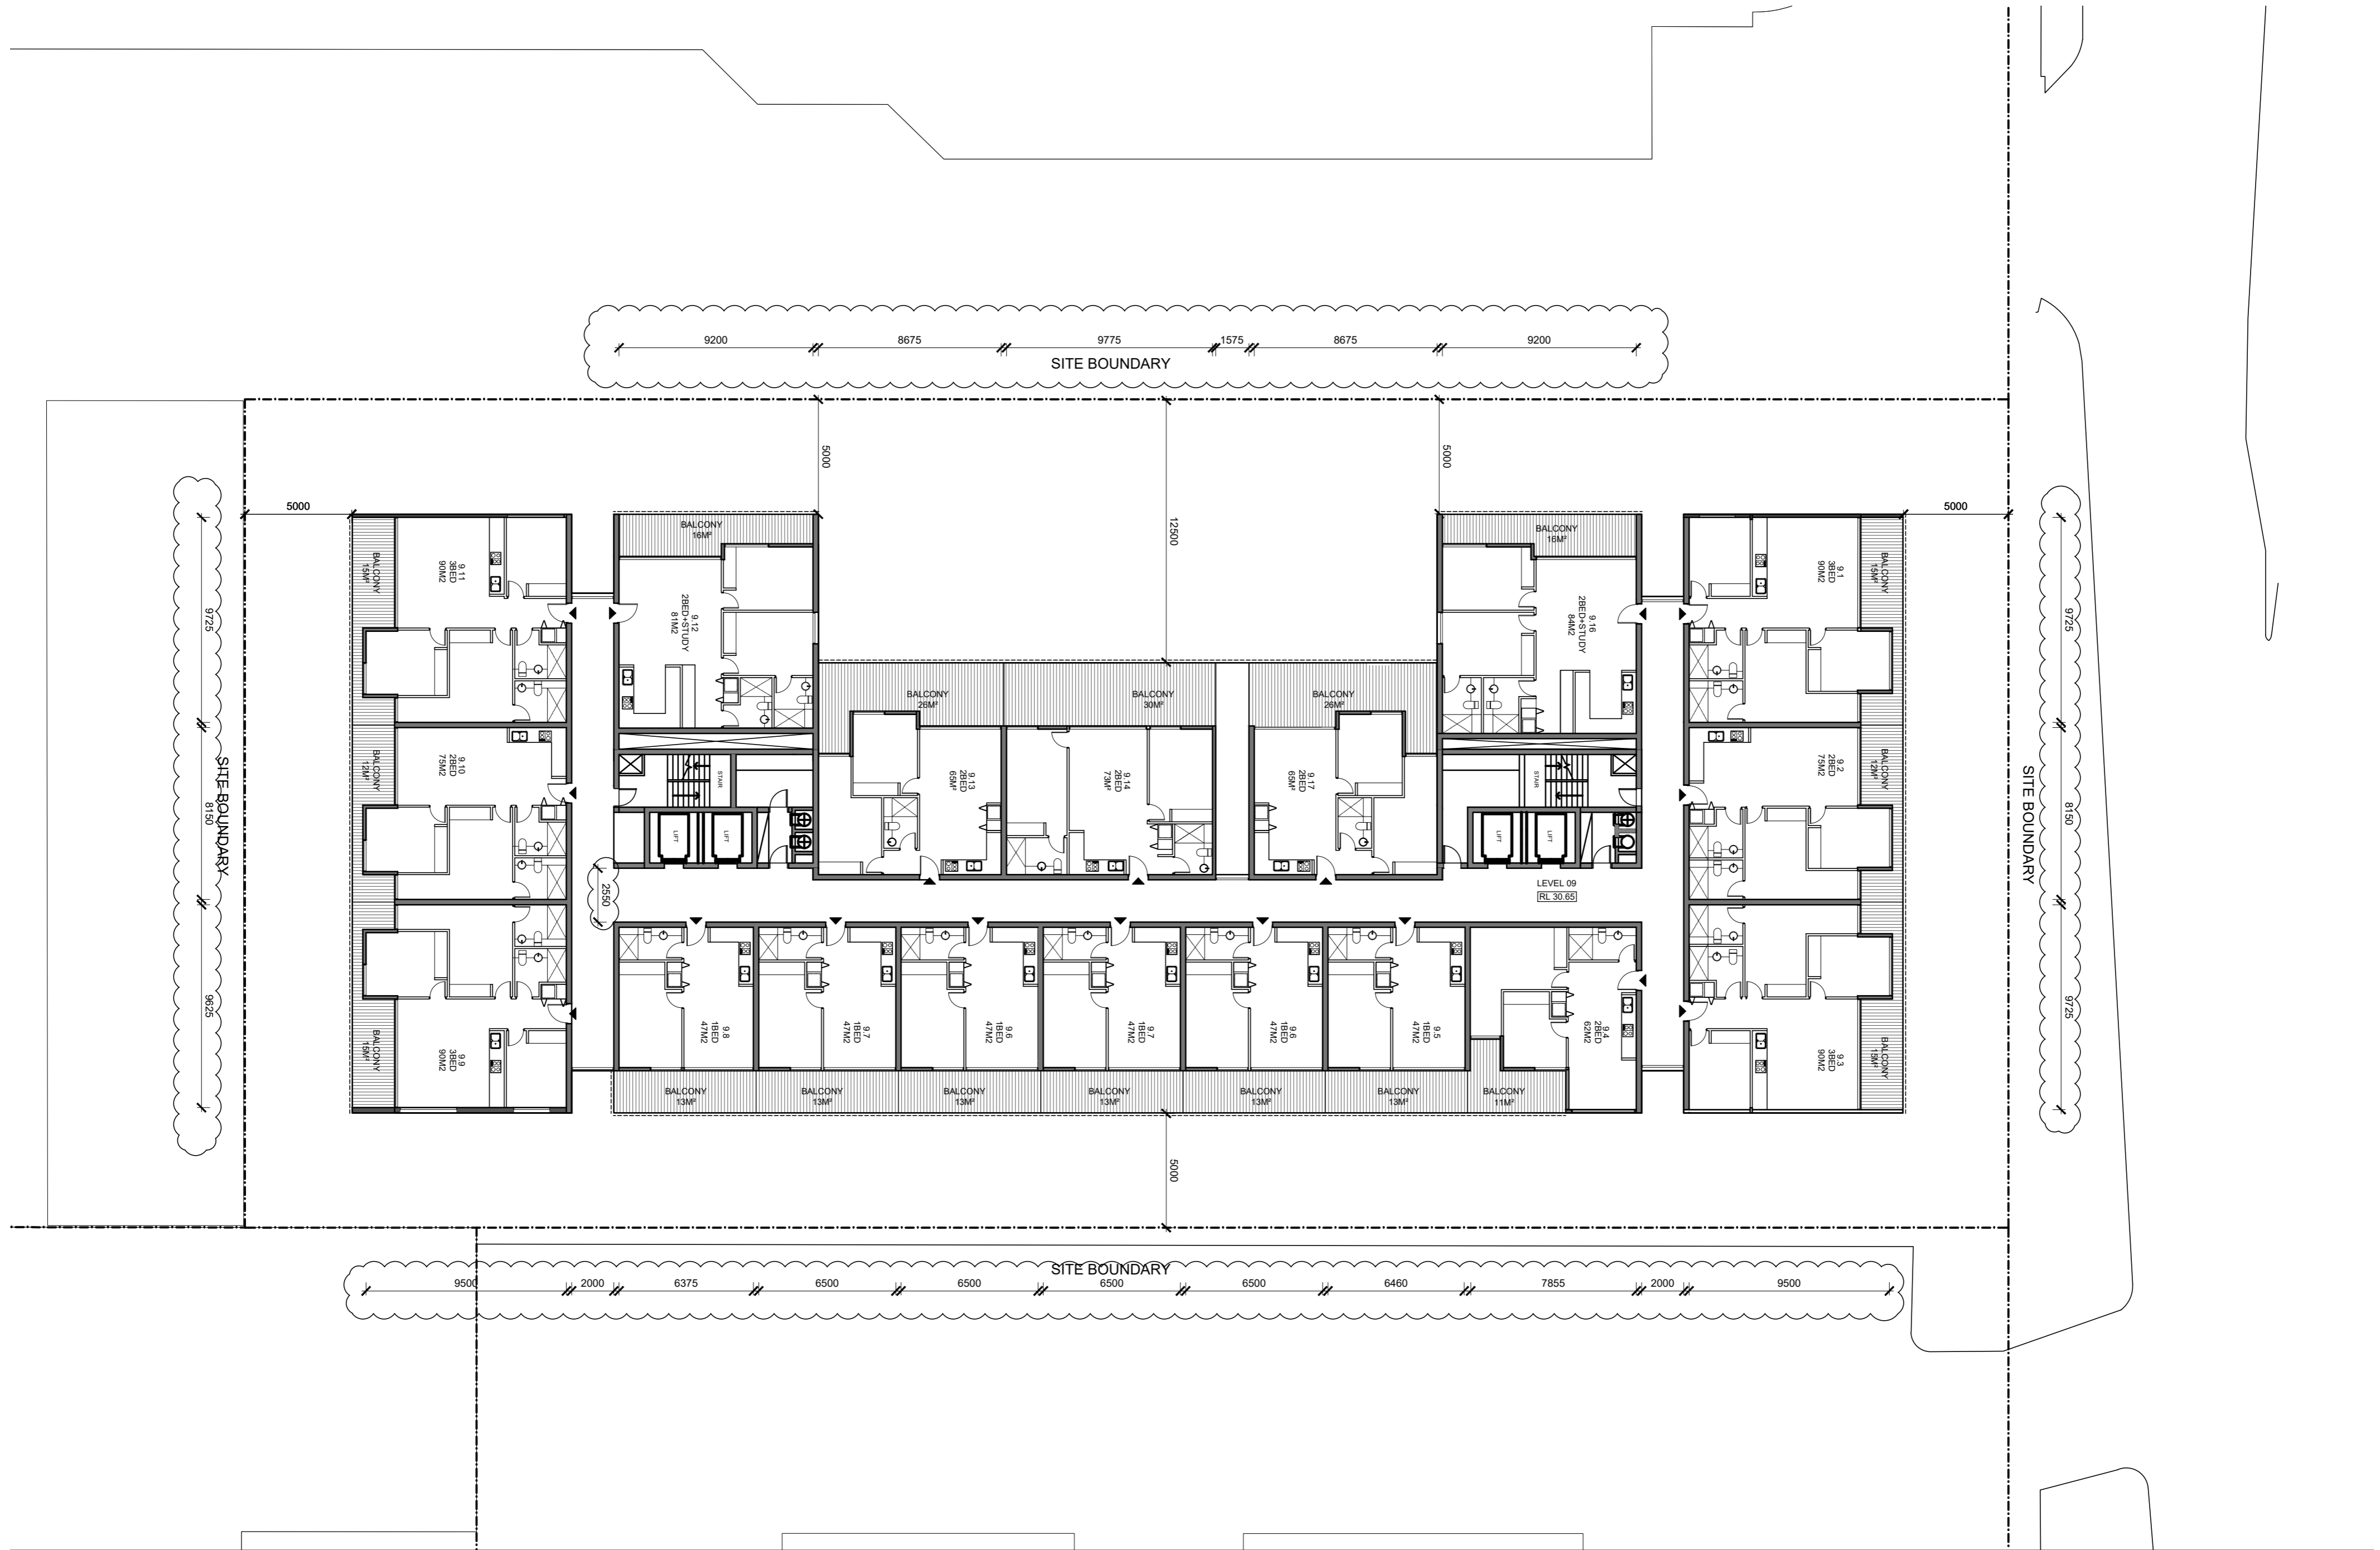 9200
8675
9775
1575
8675
9200
SITE BOUNDARY
5000
12500
5000
5000
5000
9725
8150
9625
SITE BOUNDARY
BALCONY
15M²
9.11
3BED
90M2
BALCONY
12M²
9.10
2BED
75M2
BALCONY
15M²
9.9
3BED
90M2
BALCONY
16M²
9.12
2BED+STUDY
81M2
STAIR
LIFT
LIFT
2550
BALCONY
26M²
9.13
2BED
65M²
BALCONY
30M²
9.14
2BED
73M²
BALCONY
26M²
9.17
2BED
65M²
BALCONY
16M²
9.16
2BED+STUDY
84M2
STAIR
LIFT
LIFT
LEVEL 09
RL 30.65
9.1
3BED
90M2
BALCONY
15M²
9.2
2BED
75M2
BALCONY
12M²
9.3
3BED
90M2
BALCONY
15M²
9725
8150
9725
SITE BOUNDARY
9.8
1BED
47M2
9.7
1BED
47M2
9.6
1BED
47M2
9.7
1BED
47M2
9.6
1BED
47M2
9.5
1BED
47M2
9.4
2BED
62M2
BALCONY
13M²
BALCONY
13M²
BALCONY
13M²
BALCONY
13M²
BALCONY
13M²
BALCONY
13M²
BALCONY
11M²
5000
SITE BOUNDARY
9500
2000
6375
6500
6500
6500
6500
6460
7855
2000
9500